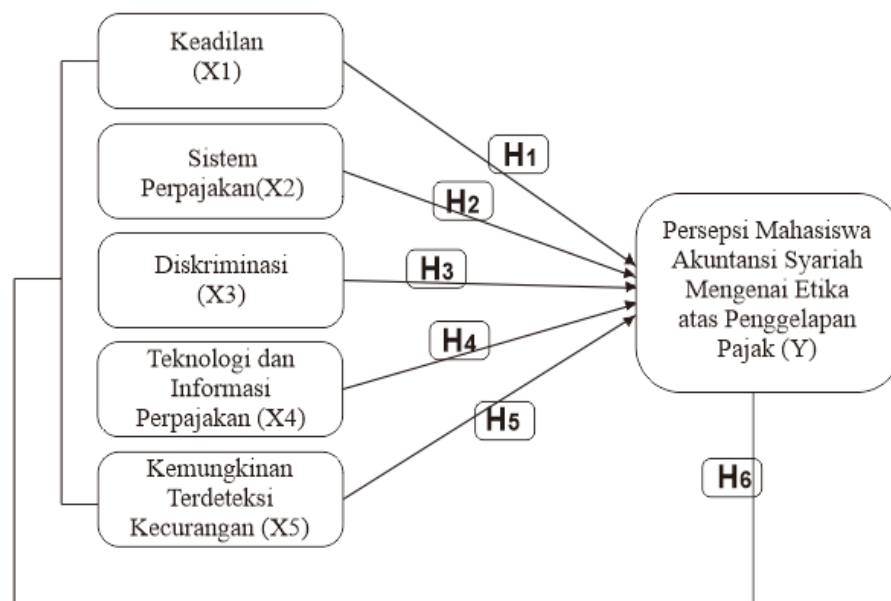 Keadilan
(X1)
Sistem
Perpajakan(X2)
Diskriminasi
(X3)
Teknologi dan
Informasi
Perpajakan (X4)
Kemungkinan
Terdeteksi
Kecurangan (X5)
H1
H2
H3
H4
H5
Persepsi Mahasiswa
Akuntansi Syariah
Mengenai Etika
atas Penggelapan
Pajak (Y)
H6